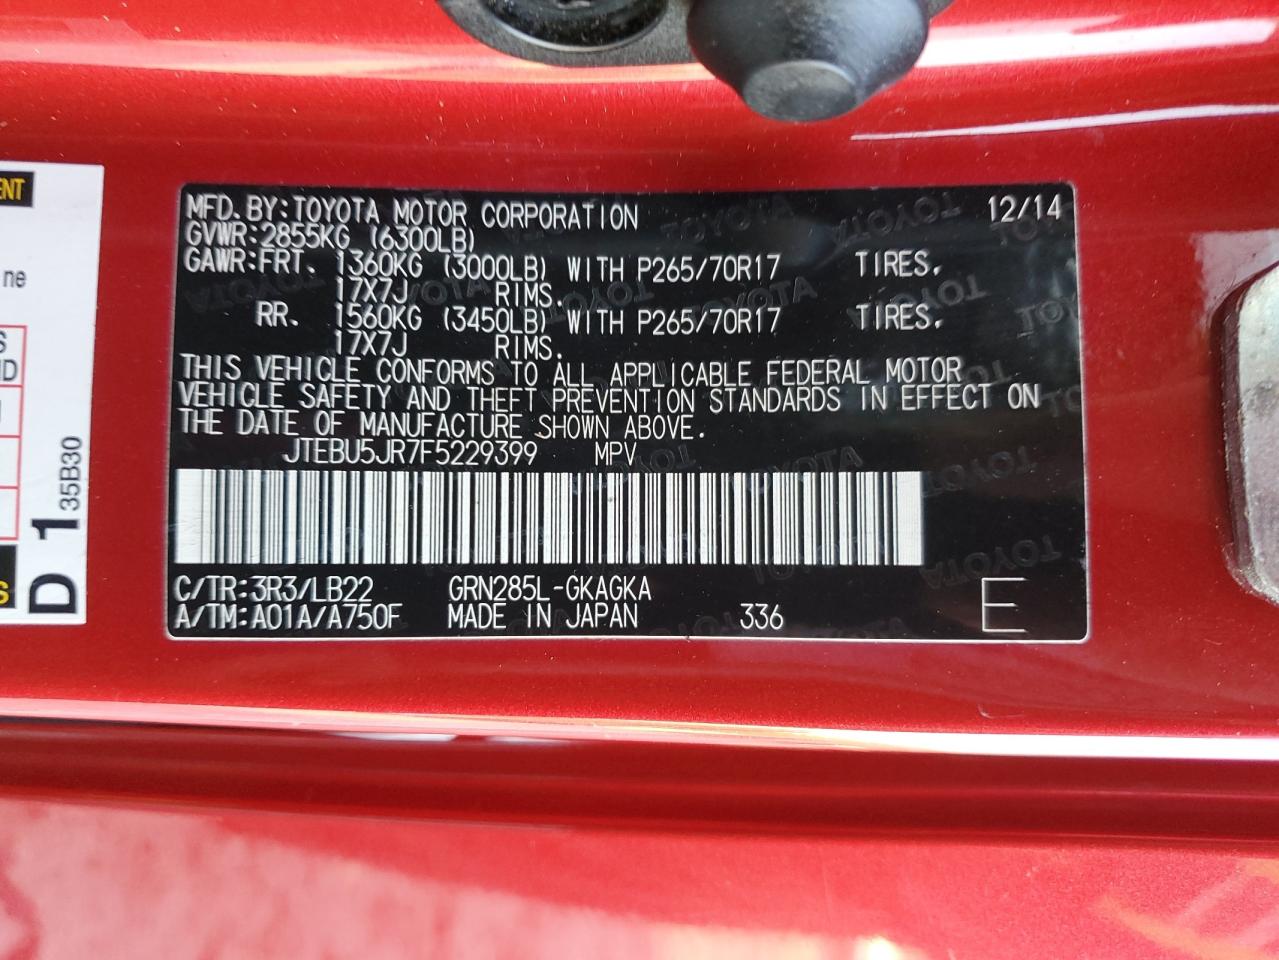 MFD. BY: TOYOTA MOTOR CORPORATION 12/14
GVWR: 2855KG (6300LB)
GAWR: FRT. 1360KG (3000LB) WITH P265/70R17 TIRES.
17X7J RIMS.
RR. 1560KG (3450LB) WITH P265/70R17 TIRES.
17X7J RIMS.
THIS VEHICLE CONFORMS TO ALL APPLICABLE FEDERAL MOTOR
VEHICLE SAFETY AND THEFT PREVENTION STANDARDS IN EFFECT ON
THE DATE OF MANUFACTURE SHOWN ABOVE.
JTEBU5JR7F5229399 MPV
C/TR: 3R3/LB22 GRN285L-GKAGKA
A/TM: A01A/A750F MADE IN JAPAN 336 E
D 1 35B30
ne